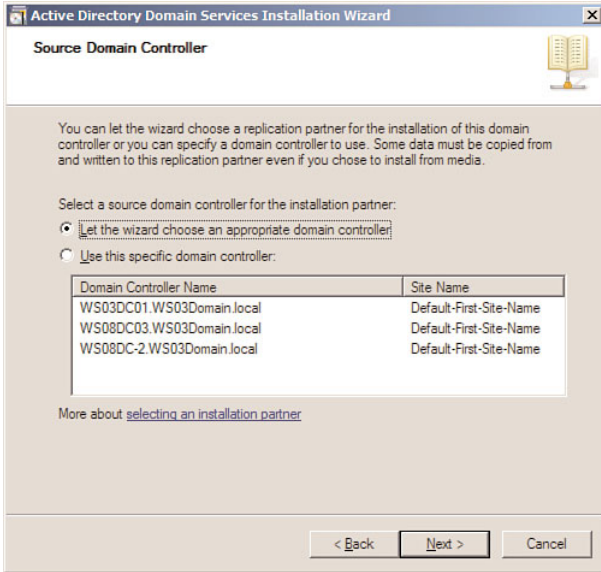 Active Directory Domain Services Installation Wizard
Source Domain Controller
You can let the wizard choose a replication partner for the installation of this domain
controller or you can specify a domain controller to use. Some data must be copied from
and written to this replication partner even if you chose to install from media.
Select a source domain controller for the installation partner:
Let the wizard choose an appropriate domain controller
Use this specific domain controller:
Domain Controller Name Site Name
WS03DC01.WS03Domain.local Default-First-Site-Name
WS08DC03.WS03Domain.local Default-First-Site-Name
WS08DC-2.WS03Domain.local Default-First-Site-Name
More about selecting an installation partner
< Back Next > Cancel